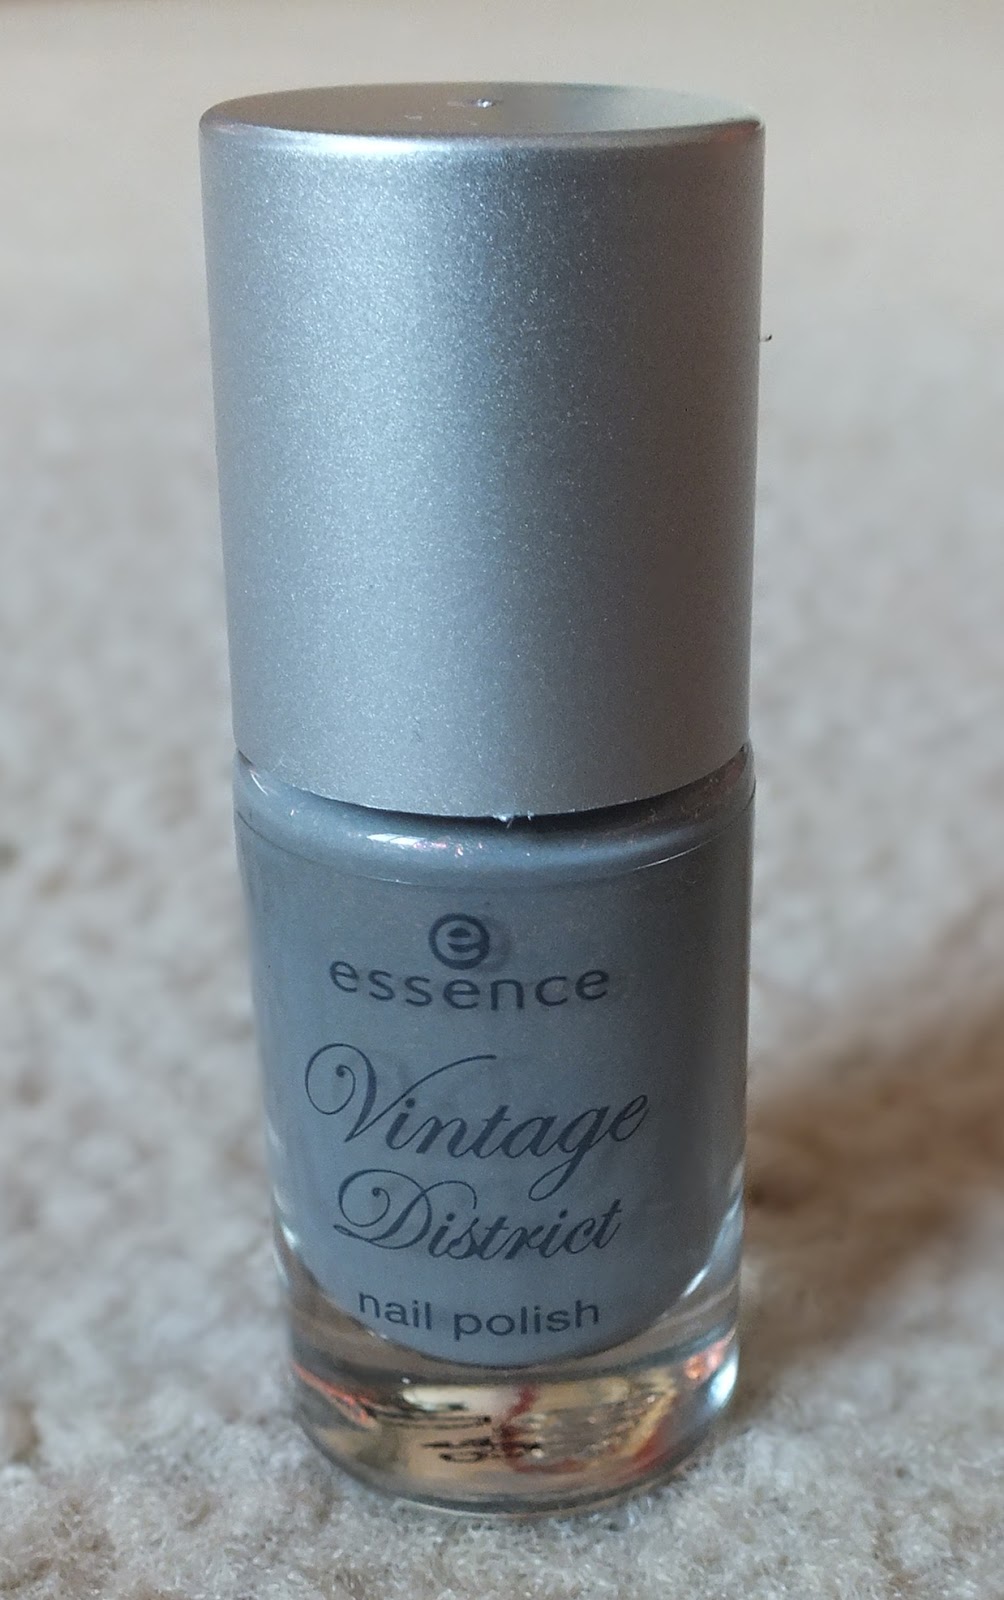 e
essence
Vintage
District
nail polish